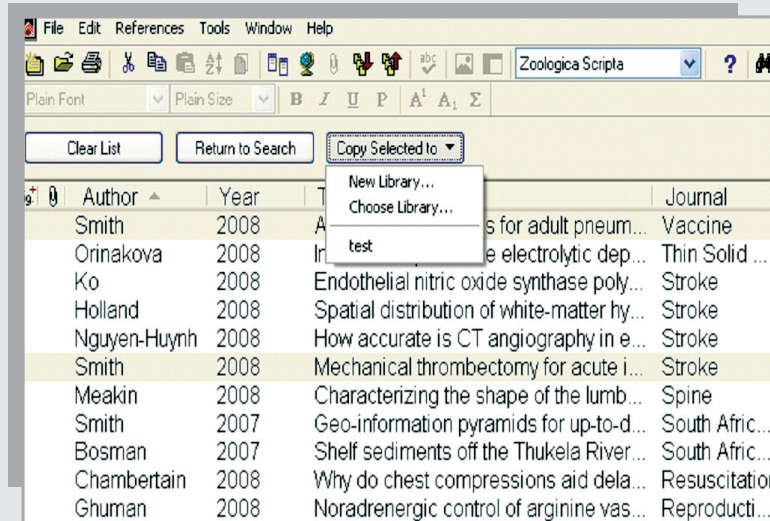 File Edit References Tools Window Help
Zoologica Scripta
Plain Font Plain Size B I U P A¹ A₁ Σ
Clear List Return to Search Copy Selected to
New Library...
Choose Library...
test
Author Year Journal
Smith 2008 A s for adult pneum... Vaccine
Orinakova 2008 In e electrolytic dep... Thin Solid ...
Ko 2008 Endothelial nitric oxide synthase poly... Stroke
Holland 2008 Spatial distribution of white-matter hy... Stroke
Nguyen-Huynh 2008 How accurate is CT angiography in e... Stroke
Smith 2008 Mechanical thrombectomy for acute i... Stroke
Meakin 2008 Characterizing the shape of the lumb... Spine
Smith 2007 Geo-information pyramids for up-to-d... South Afric...
Bosman 2007 Shelf sediments off the Thukela River... South Afric...
Chambertain 2008 Why do chest compressions aid dela... Resuscitation
Ghuman 2008 Noradrenergic control of arginine vas... Reproducti...